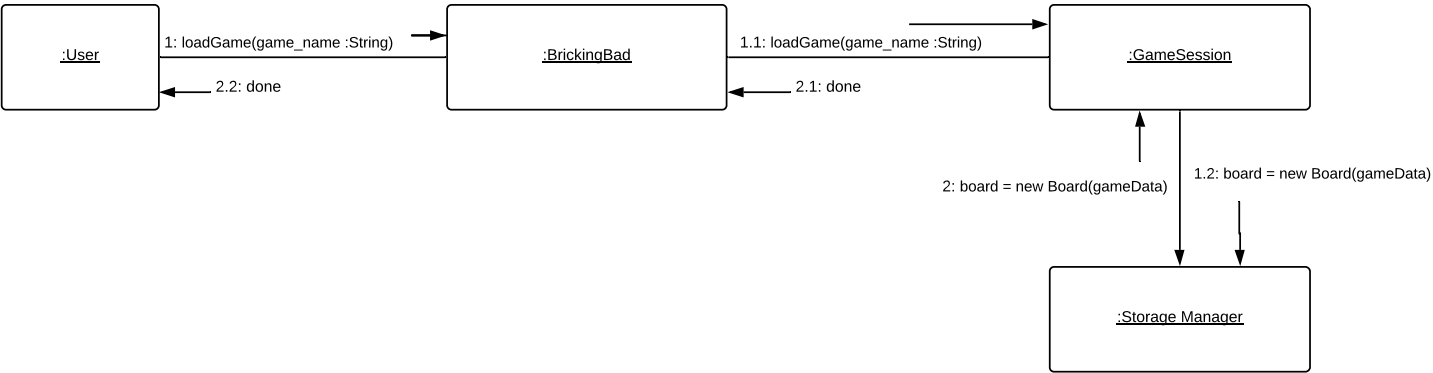 :User
1: loadGame(game_name :String)
2.2: done
:BrickingBad
1.1: loadGame(game_name :String)
2.1: done
:GameSession
2: board = new Board(gameData)
1.2: board = new Board(gameData)
:Storage Manager